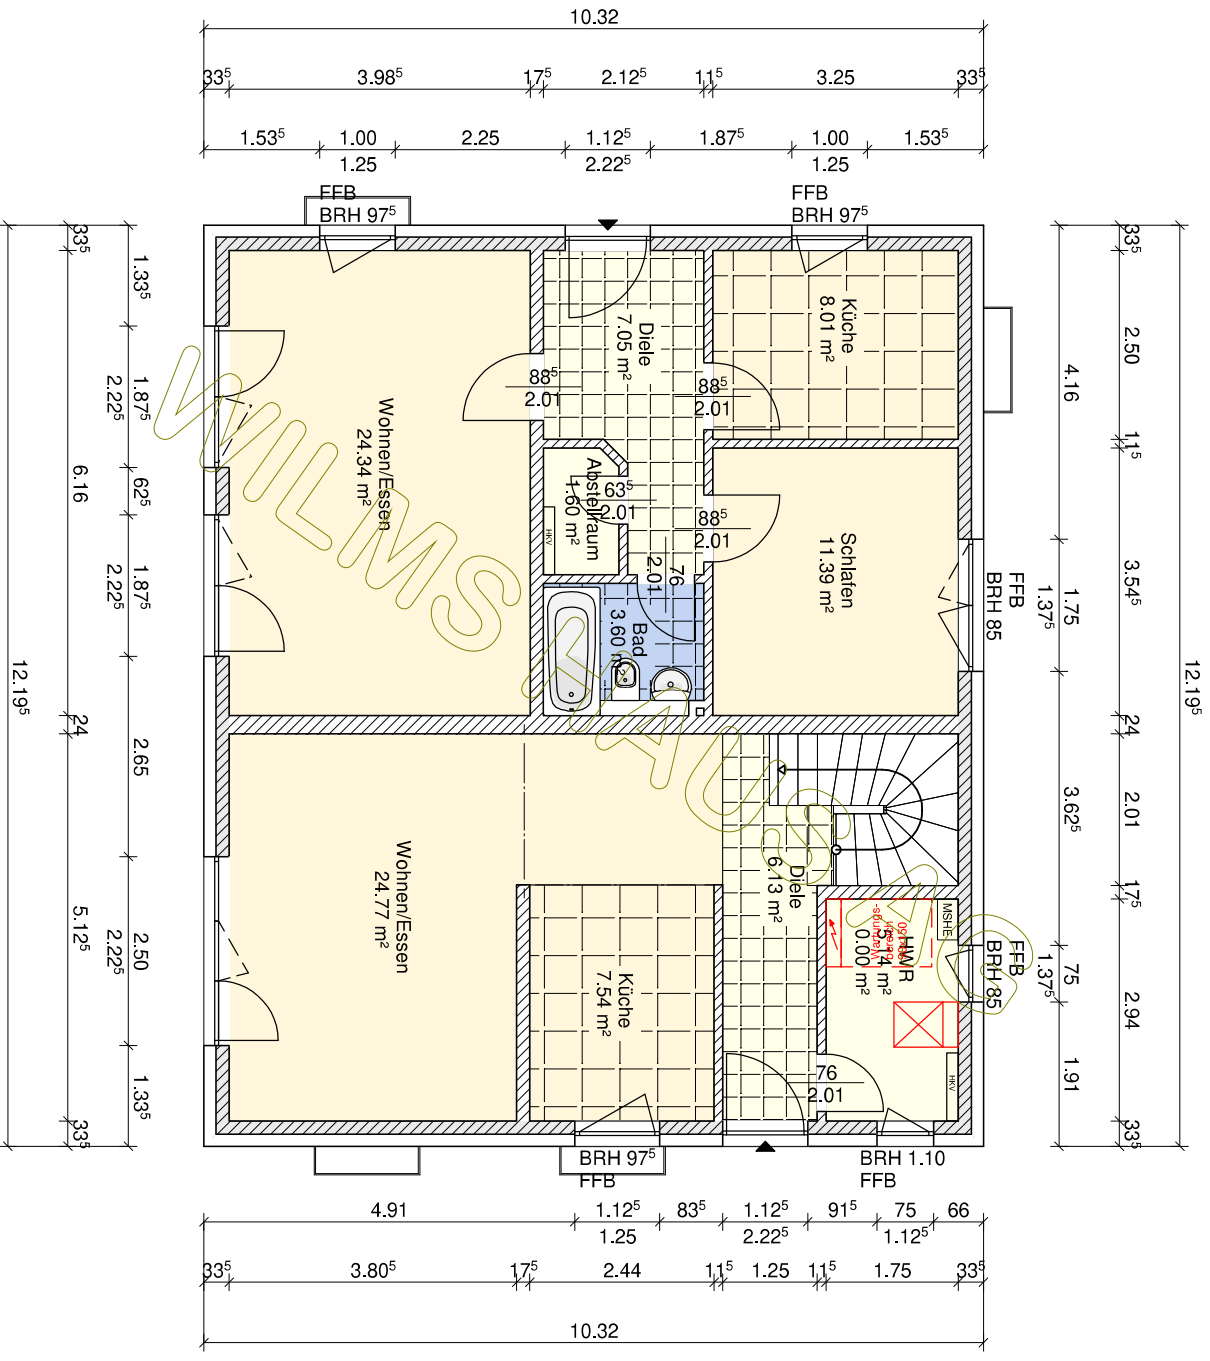 10.32
33⁵ 3.98⁵ 17⁵ 2.12⁵ 11⁵ 3.25 33⁵
1.53⁵ 1.00 2.25 1.12⁵ 1.87⁵ 1.00 1.53⁵
1.25 2.22⁵ 1.25
FFB
BRH 97⁵
FFB
BRH 97⁵
12.19⁵
33⁵ 6.16 24 5.12⁵ 33⁵
1.33⁵ 1.87⁵ 62⁵ 1.87⁵ 2.65 2.50 1.33⁵
2.22⁵ 2.22⁵ 2.22⁵
Wohnen/Essen
24.34 m²
Diele
7.05 m²
Küche
8.01 m²
88⁵
2.01
88⁵
2.01
Abstellraum
1.60 m²
63⁵
2.01
HKV
88⁵
2.01
76
2.01
Schlafen
11.39 m²
Bad
3.60 m²
FFB
BRH 85
WILMS HAUS AG
Wohnen/Essen
24.77 m²
Diele
6.13 m²
Küche
7.54 m²
HWR
5.14 m²
0.00 m²
Wartungs-
bereich
MSHE
HKV
76
2.01
FFB
BRH 85
BRH 97⁵
FFB
BRH 1.10
FFB
4.16 1.75 3.62⁵ 75 1.91
1.37⁵ 1.37⁵
33⁵ 2.50 11⁵ 3.54⁵ 24 2.01 17⁵ 2.94 33⁵
12.19⁵
4.91 1.12⁵ 83⁵ 1.12⁵ 91⁵ 75 66
1.25 2.22⁵ 1.12⁵
33⁵ 3.80⁵ 17⁵ 2.44 11⁵ 1.25 11⁵ 1.75 33⁵
10.32